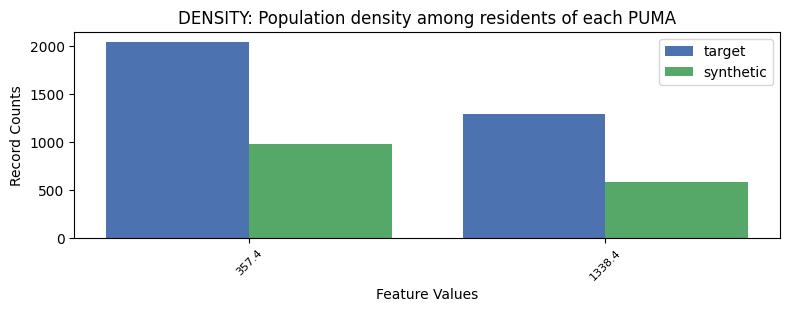 DENSITY: Population density among residents of each PUMA
target
synthetic
Record Counts
2000
1500
1000
500
0
357.4
1338.4
Feature Values